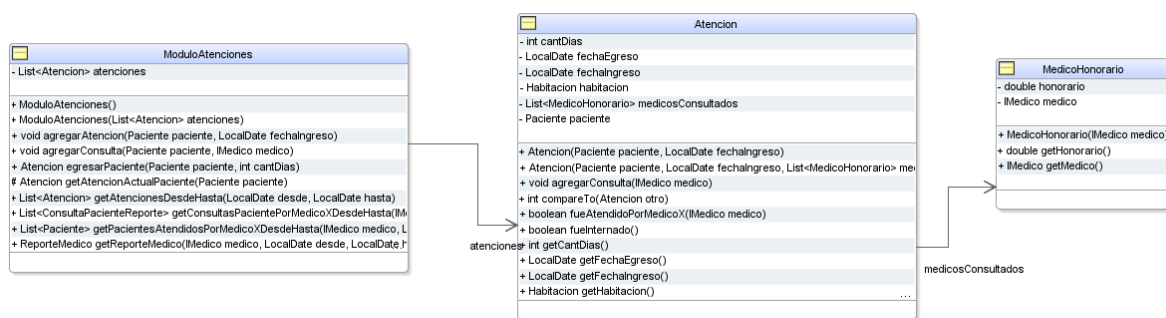 ModuloAtenciones
- List<Atencion> atenciones
+ ModuloAtenciones()
+ ModuloAtenciones(List<Atencion> atenciones)
+ void agregarAtencion(Paciente paciente, LocalDate fechaIngreso)
+ void agregarConsulta(Paciente paciente, IMedico medico)
+ Atencion egresarPaciente(Paciente paciente, int cantDias)
# Atencion getAtencionActualPaciente(Paciente paciente)
+ List<Atencion> getAtencionesDesdeHasta(LocalDate desde, LocalDate hasta)
+ List<ConsultaPacienteReporte> getConsultasPacientePorMedicoXDesdeHasta(IMe
+ List<Paciente> getPacientesAtendidosPorMedicoXDesdeHasta(IMedico medico, L
+ ReporteMedico getReporteMedico(IMedico medico, LocalDate desde, LocalDate h
atenciones
Atencion
- int cantDias
- LocalDate fechaEgreso
- LocalDate fechaIngreso
- Habitacion habitacion
- List<MedicoHonorario> medicosConsultados
- Paciente paciente
+ Atencion(Paciente paciente, LocalDate fechaIngreso)
+ Atencion(Paciente paciente, LocalDate fechaIngreso, List<MedicoHonorario> me
+ void agregarConsulta(IMedico medico)
+ int compareTo(Atencion otro)
+ boolean fueAtendidoPorMedicoX(IMedico medico)
+ boolean fueInternado()
+ int getCantDias()
+ LocalDate getFechaEgreso()
+ LocalDate getFechaIngreso()
+ Habitacion getHabitacion()
...
medicosConsultados
MedicoHonorario
- double honorario
- IMedico medico
+ MedicoHonorario(IMedico medico)
+ double getHonorario()
+ IMedico getMedico()